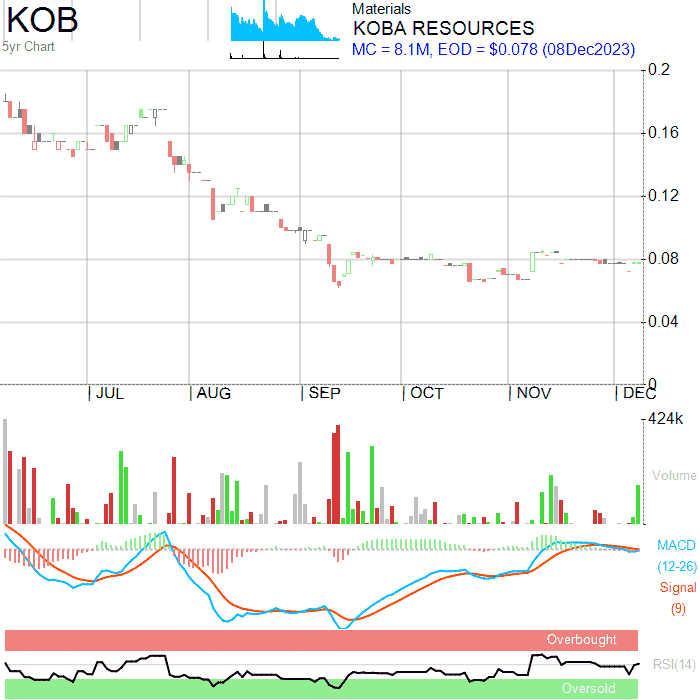 KOB
5yr Chart
Materials
KOBA RESOURCES
MC = 8.1M, EOD = $0.078 (08Dec2023)
0.2
0.16
0.12
0.08
0.04
0
JUL
AUG
SEP
OCT
NOV
DEC
424k
Volume
MACD
(12-26)
Signal
(9)
Overbought
RSI(14)
Oversold